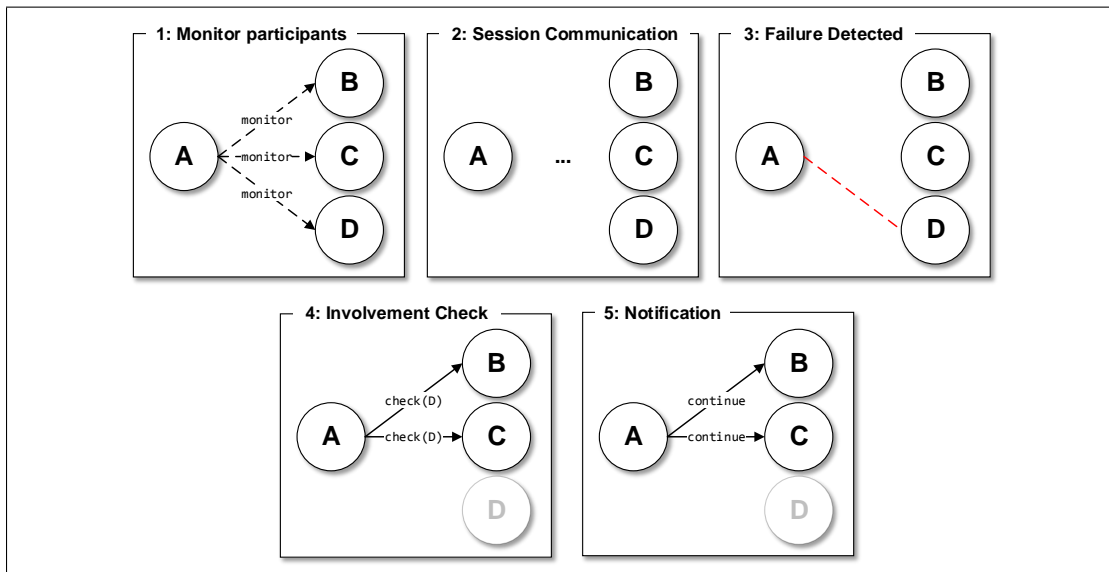 1: Monitor participants
B
monitor
A
monitor
C
monitor
D
2: Session Communication
B
A
...
C
D
3: Failure Detected
B
A
C
D
4: Involvement Check
B
check(D)
A
check(D)
C
D
5: Notification
B
continue
A
continue
C
D